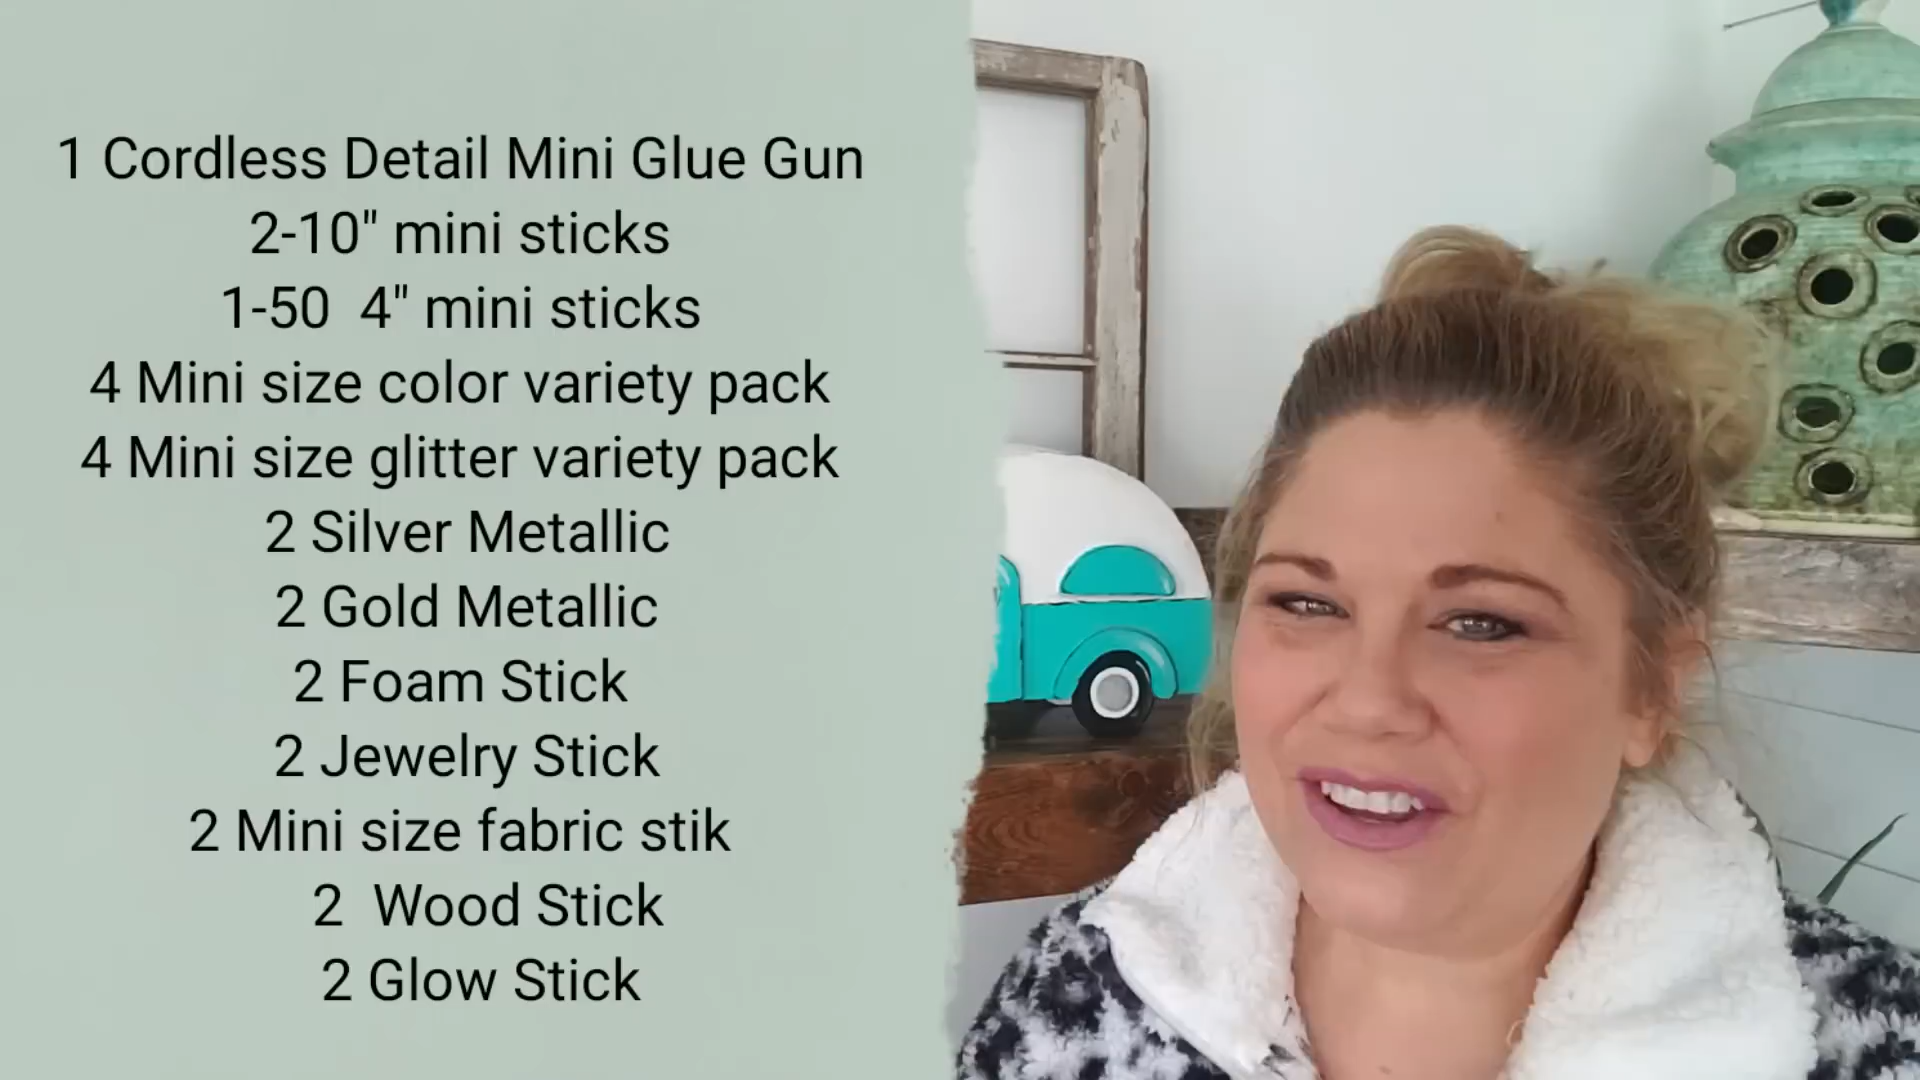 1 Cordless Detail Mini Glue Gun
2-10" mini sticks
1-50  4" mini sticks
4 Mini size color variety pack
4 Mini size glitter variety pack
2 Silver Metallic
2 Gold Metallic
2 Foam Stick
2 Jewelry Stick
2 Mini size fabric stik
2  Wood Stick
2 Glow Stick